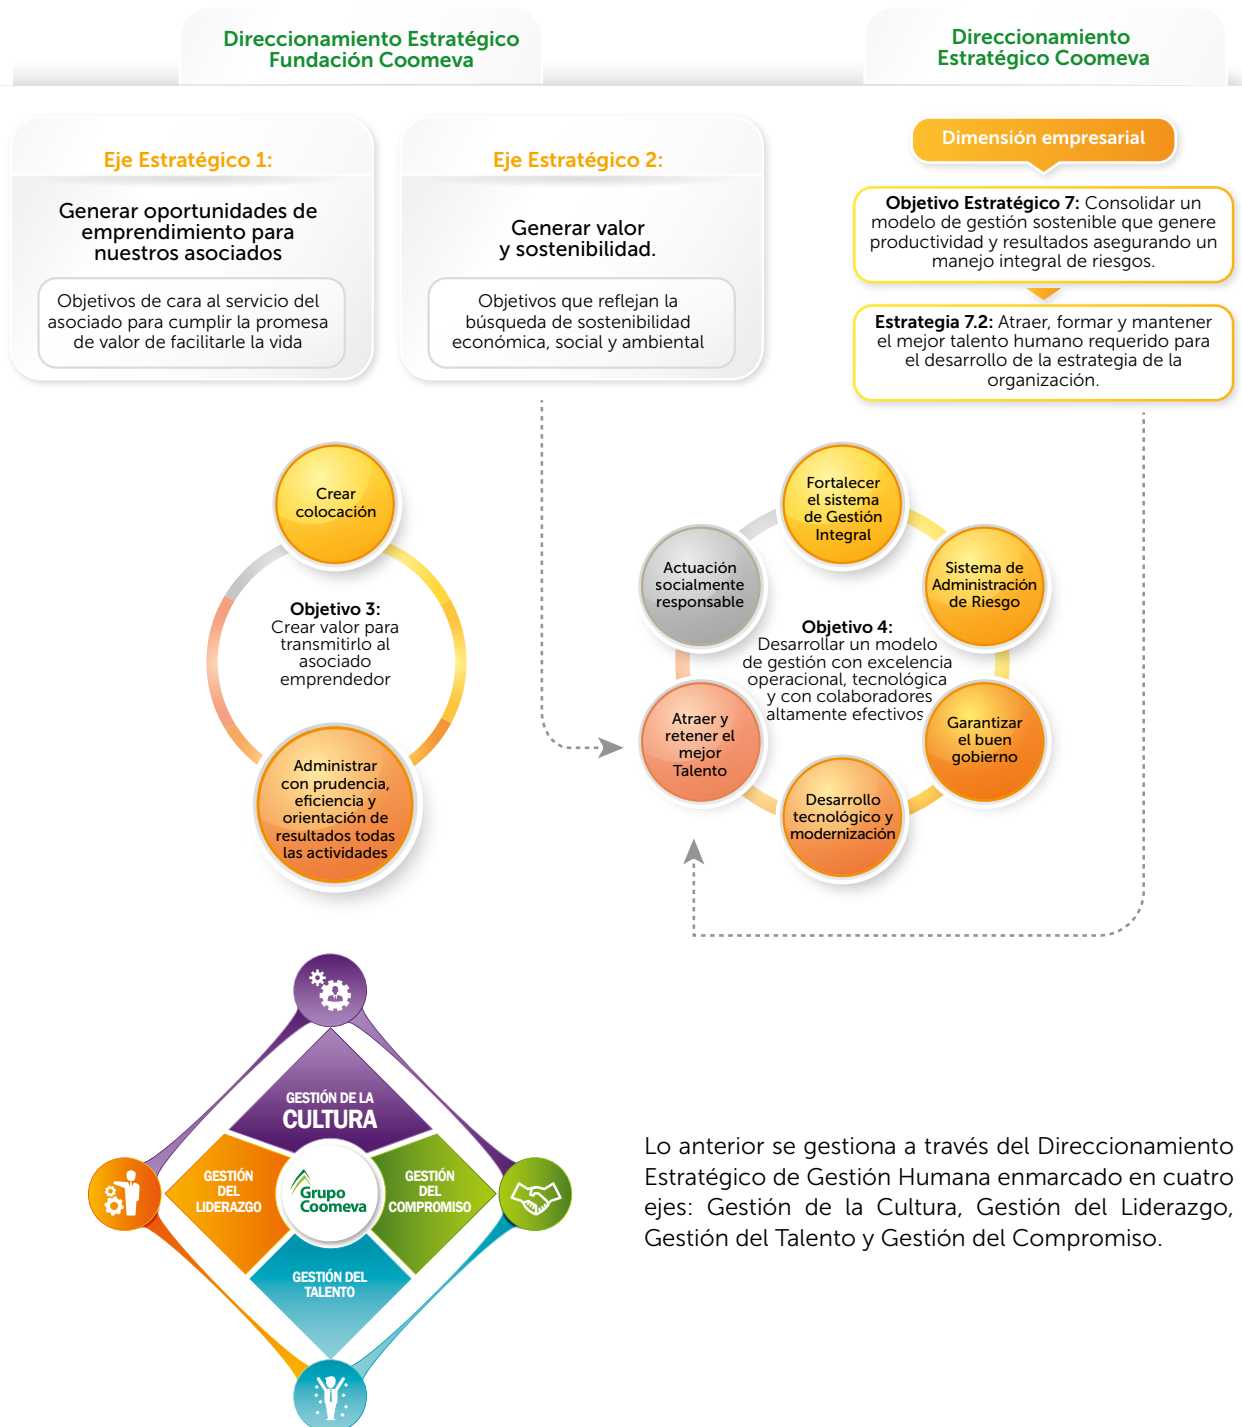 Direccionamiento Estratégico
Fundación Coomeva
Direccionamiento
Estratégico Coomeva
Eje Estratégico 1:
Generar oportunidades de
emprendimiento para
nuestros asociados
Objetivos de cara al servicio del
asociado para cumplir la promesa
de valor de facilitarle la vida
Eje Estratégico 2:
Generar valor
y sostenibilidad.
Objetivos que reflejan la
búsqueda de sostenibilidad
económica, social y ambiental
Dimensión empresarial
Objetivo Estratégico 7: Consolidar un
modelo de gestión sostenible que genere
productividad y resultados asegurando un
manejo integral de riesgos.
Estrategia 7.2: Atraer, formar y mantener
el mejor talento humano requerido para
el desarrollo de la estrategia de la
organización.
Crear
colocación
Objetivo 3:
Crear valor para
transmitirlo al
asociado
emprendedor
Administrar
con prudencia,
eficiencia y
orientación de
resultados todas
las actividades
Fortalecer
el sistema
de Gestión
Integral
Actuación
socialmente
responsable
Sistema de
Administración
de Riesgo
Objetivo 4:
Desarrollar un modelo
de gestión con excelencia
operacional, tecnológica
y con colaboradores
altamente efectivos
Atraer y
retener el
mejor
Talento
Garantizar
el buen
gobierno
Desarrollo
tecnológico y
modernización
GESTIÓN DE LA
CULTURA
GESTIÓN
DEL
LIDERAZGO
Grupo
Coomeva
GESTIÓN
DEL
COMPROMISO
GESTIÓN DEL
TALENTO
Lo anterior se gestiona a través del Direccionamiento
Estratégico de Gestión Humana enmarcado en cuatro
ejes: Gestión de la Cultura, Gestión del Liderazgo,
Gestión del Talento y Gestión del Compromiso.